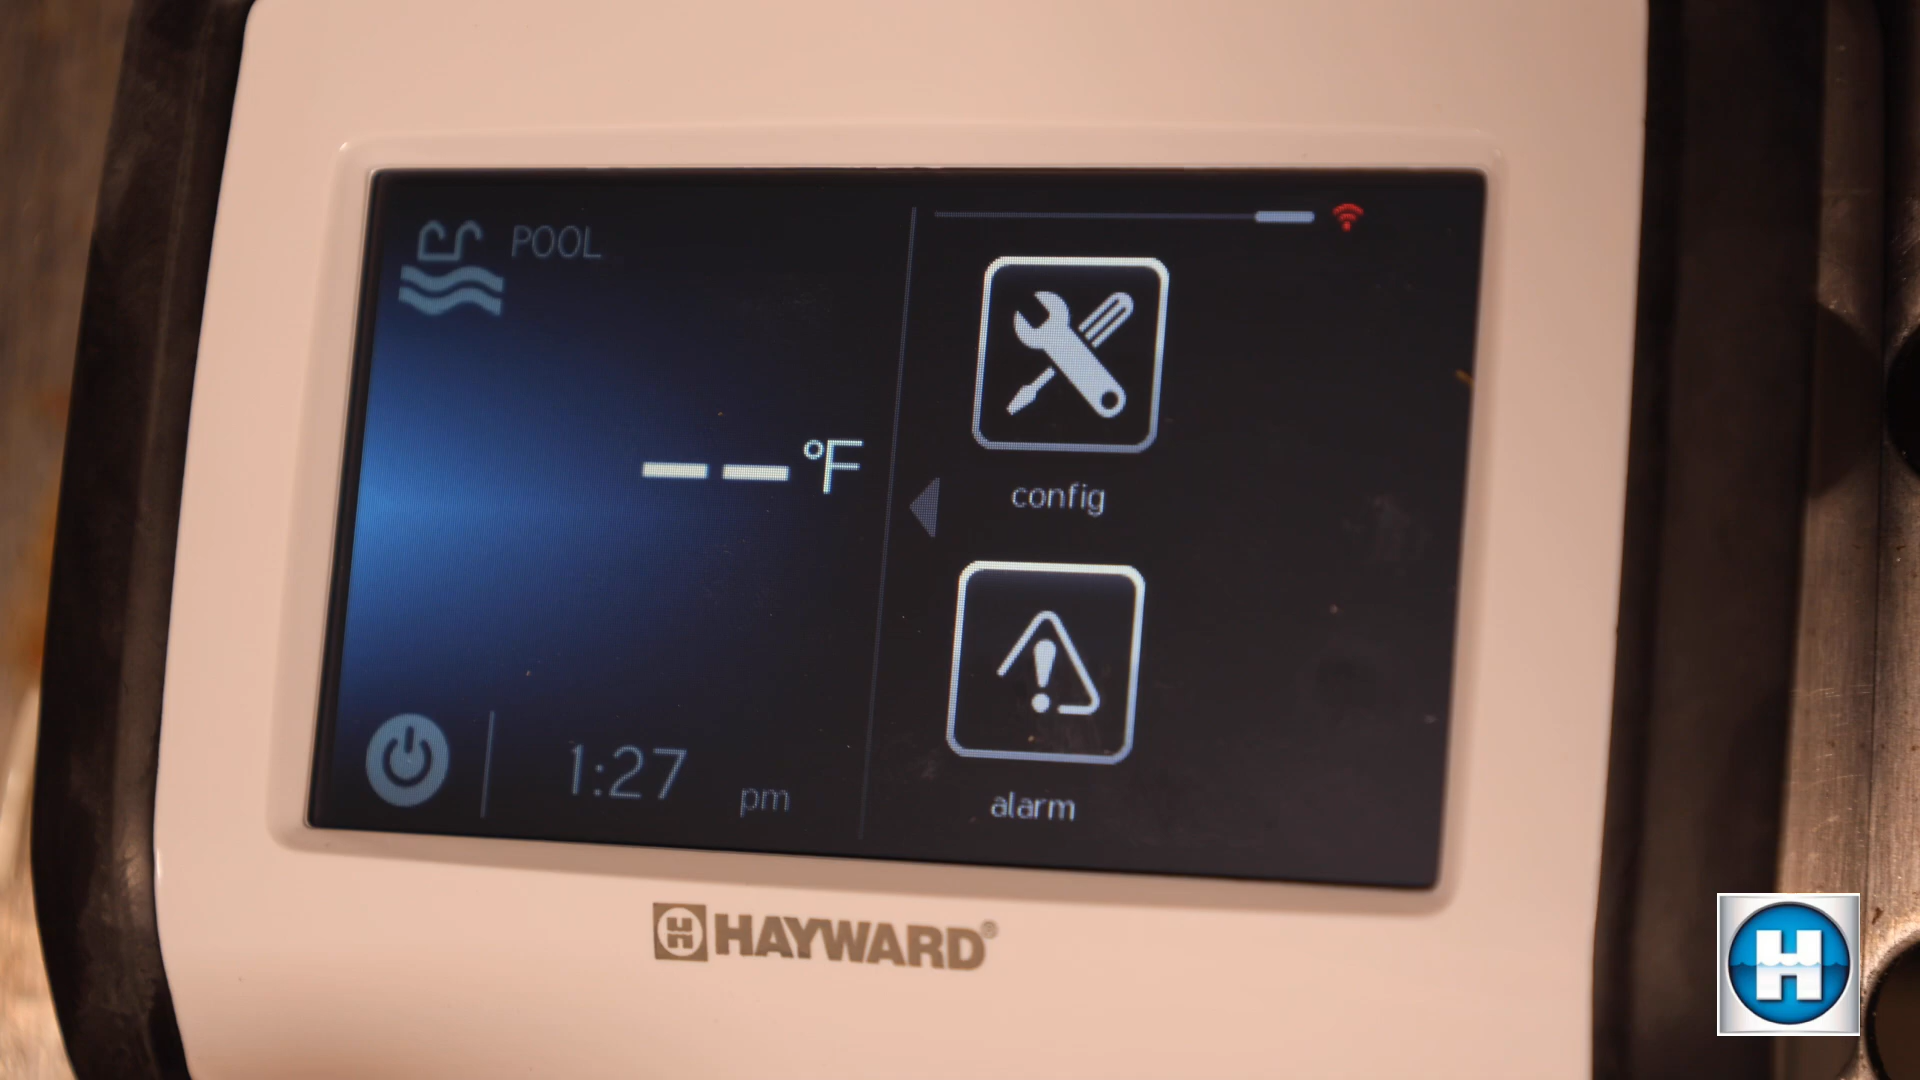 POOL
-- °F
config
alarm
1:27 pm
H HAYWARD®
H